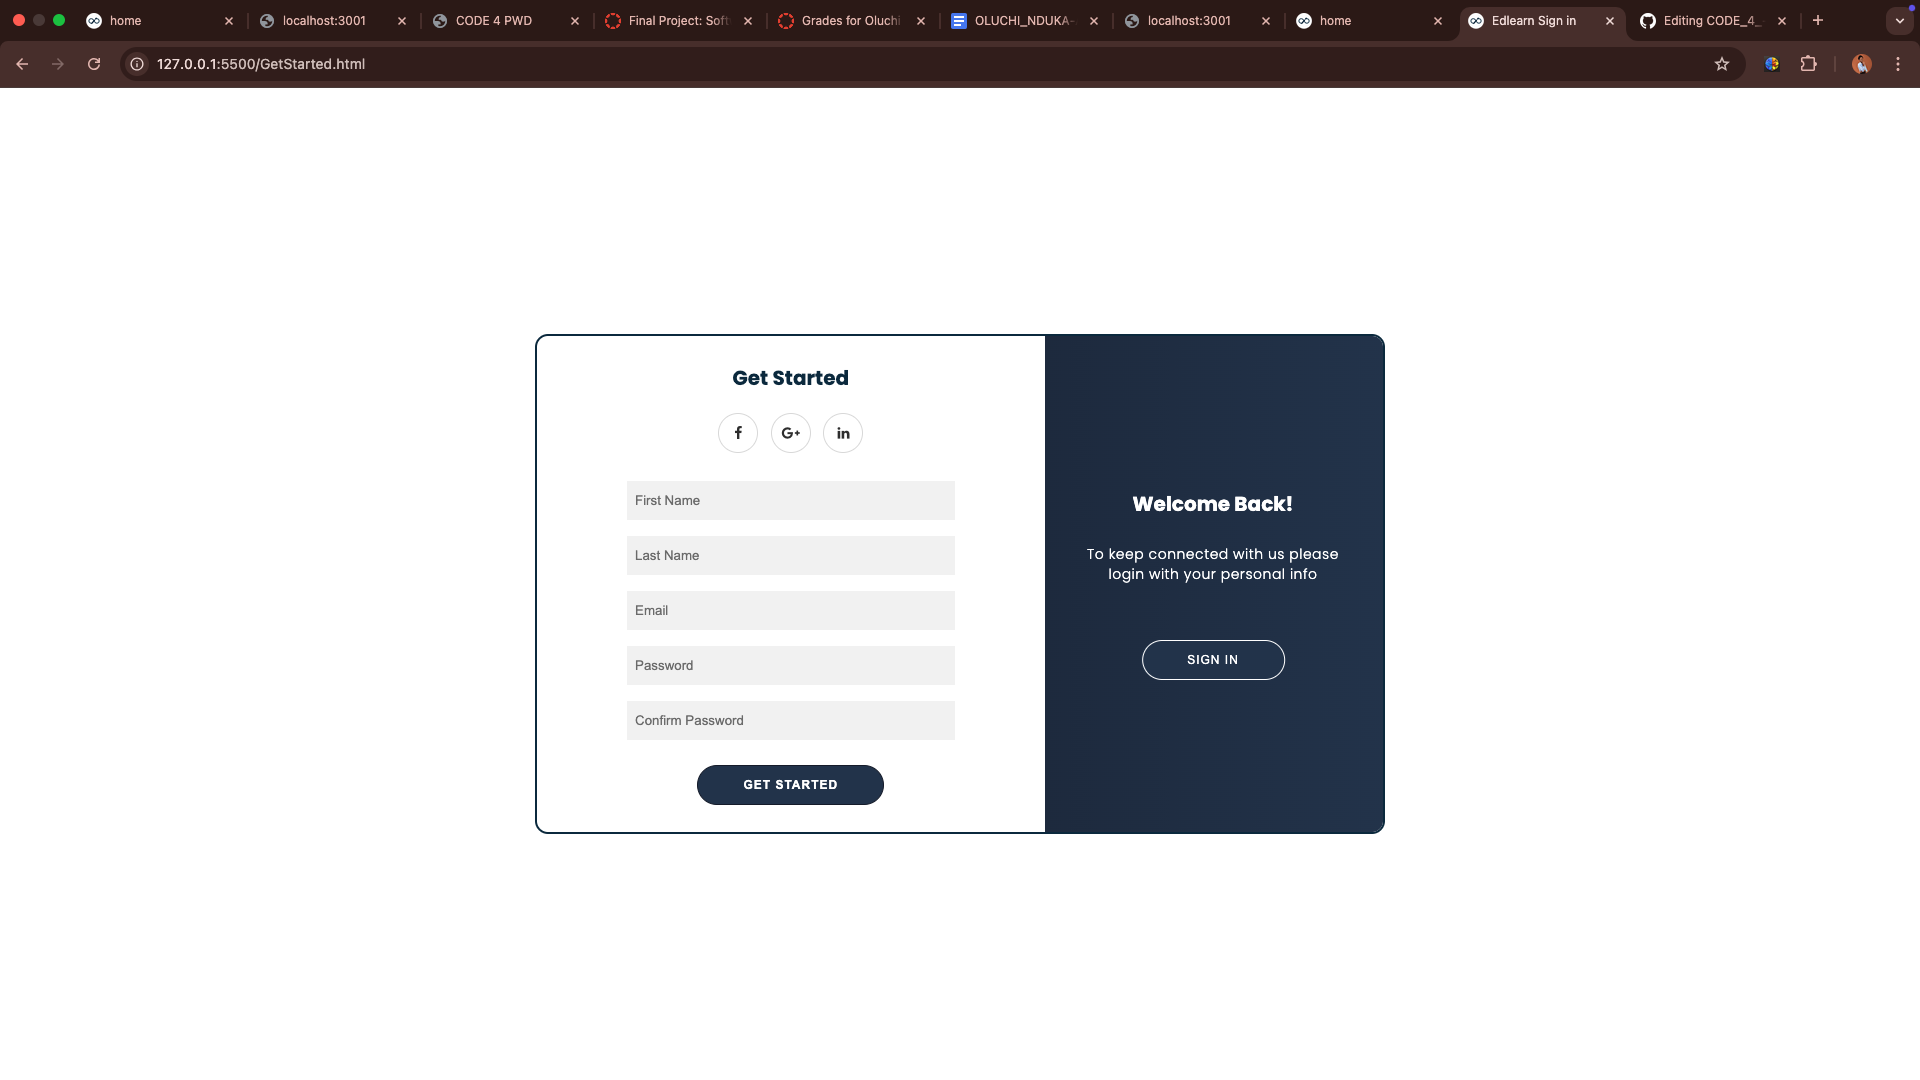 home
localhost:3001
CODE 4 PWD
Final Project: Soft
Grades for Oluchi
OLUCHI_NDUKA-
localhost:3001
home
Edlearn Sign in
Editing CODE_4_
127.0.0.1:5500/GetStarted.html
Get Started
f
G+
in
First Name
Last Name
Email
Password
Confirm Password
GET STARTED
Welcome Back!
To keep connected with us please
login with your personal info
SIGN IN